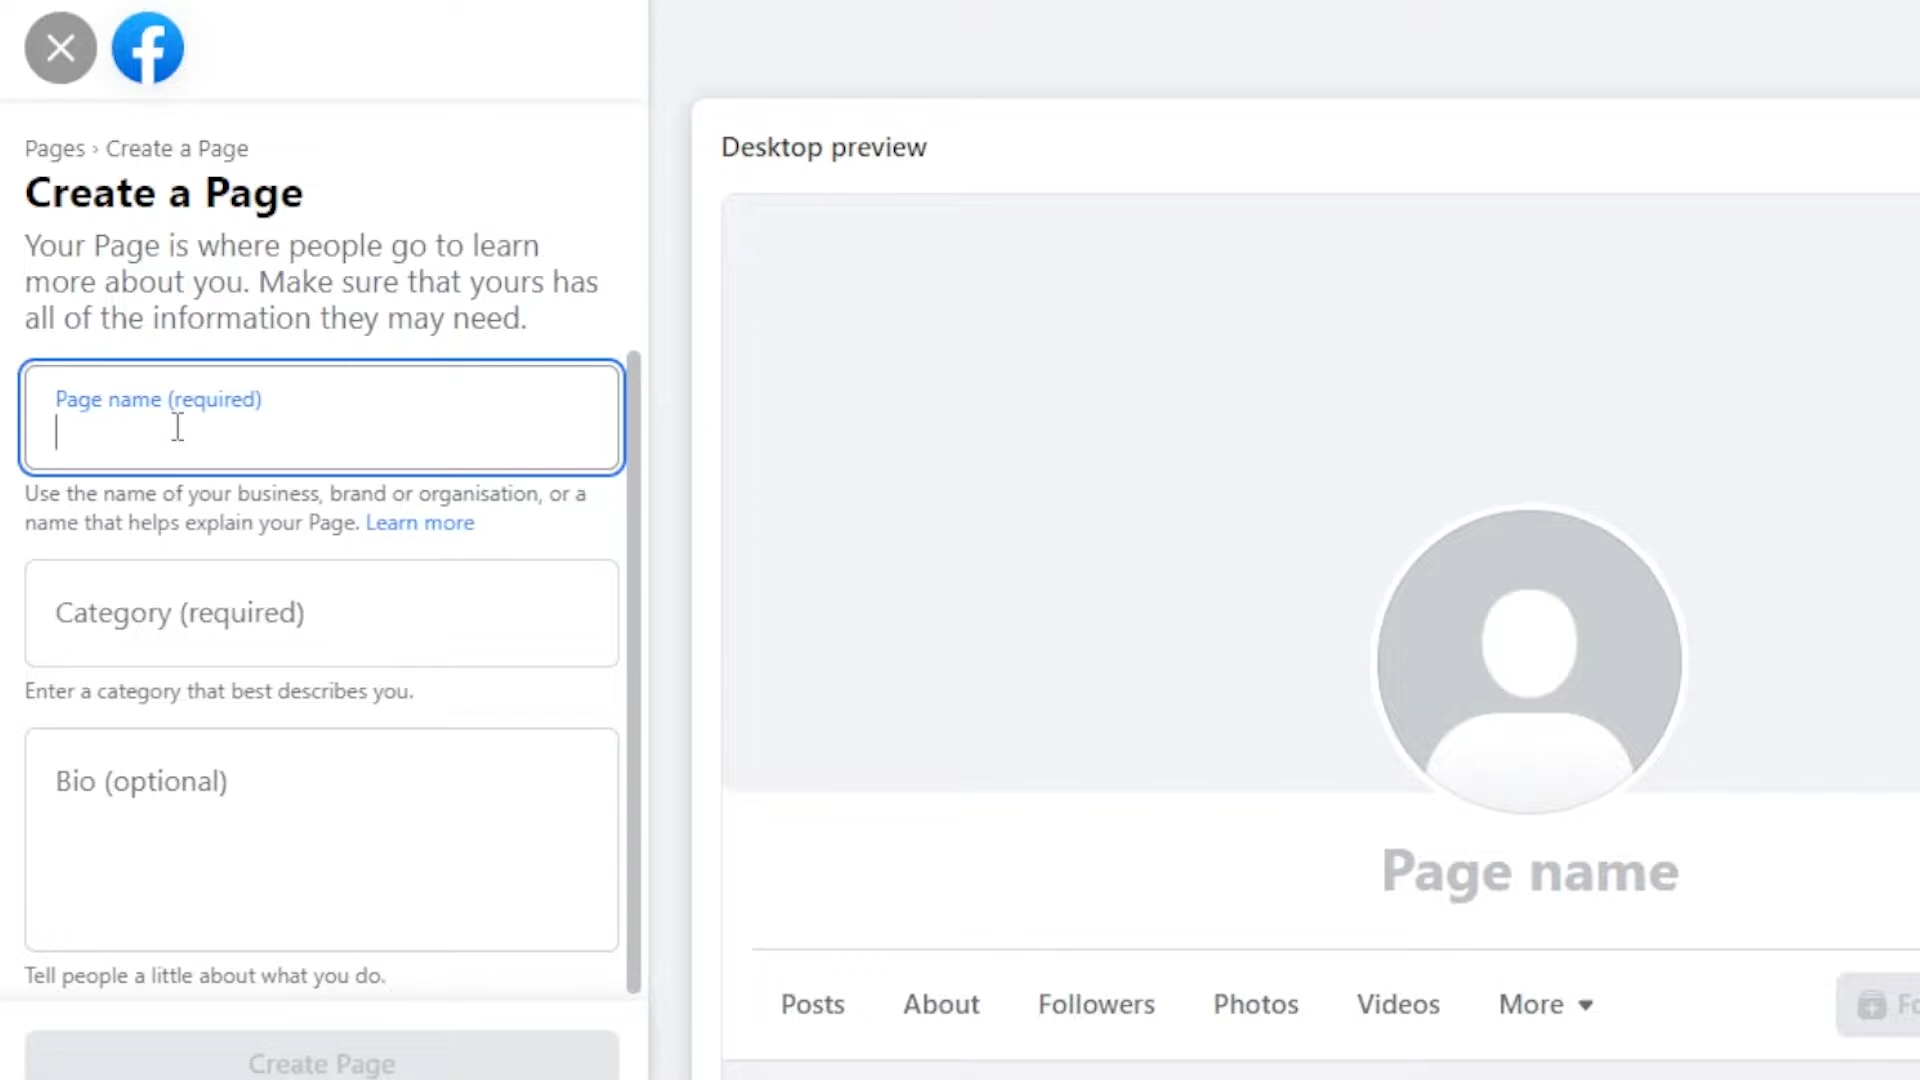 Pages › Create a Page
Create a Page
Your Page is where people go to learn
more about you. Make sure that yours has
all of the information they may need.
Page name (required)
Use the name of your business, brand or organisation, or a
name that helps explain your Page. Learn more
Category (required)
Enter a category that best describes you.
Bio (optional)
Tell people a little about what you do.
Create Page
Desktop preview
Page name
Posts About Followers Photos Videos More